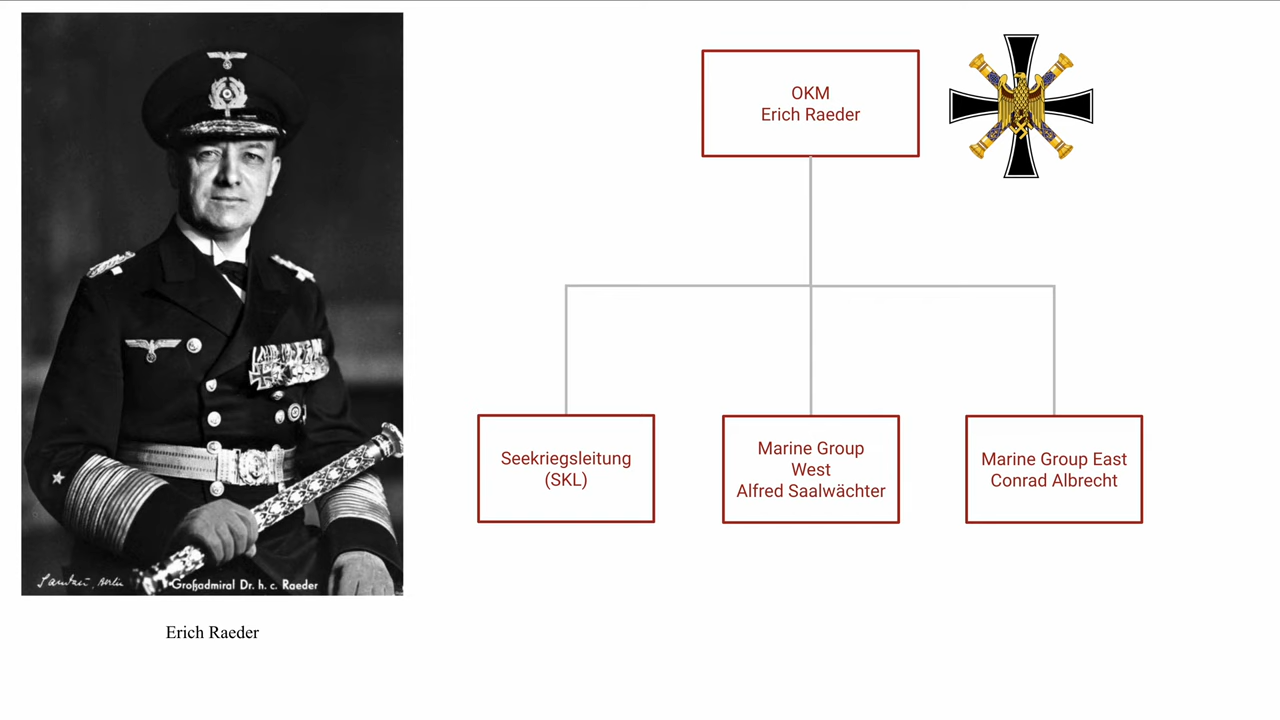 Großadmiral Dr. h. c. Raeder
Erich Raeder
OKM
Erich Raeder
Seekriegsleitung
(SKL)
Marine Group
West
Alfred Saalwächter
Marine Group East
Conrad Albrecht